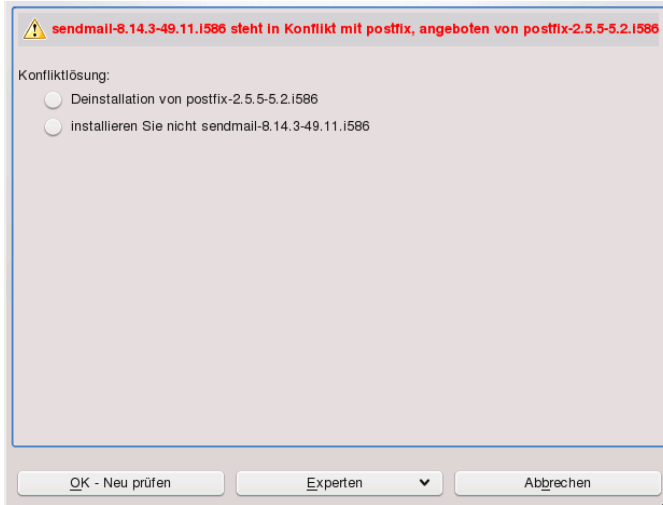 sendmail-8.14.3-49.11.i586 steht in Konflikt mit postfix, angeboten von postfix-2.5.5-5.2.i586
Konfliktlösung:
Deinstallation von postfix-2.5.5-5.2.i586
installieren Sie nicht sendmail-8.14.3-49.11.i586
OK - Neu prüfen
Experten
Abbrechen